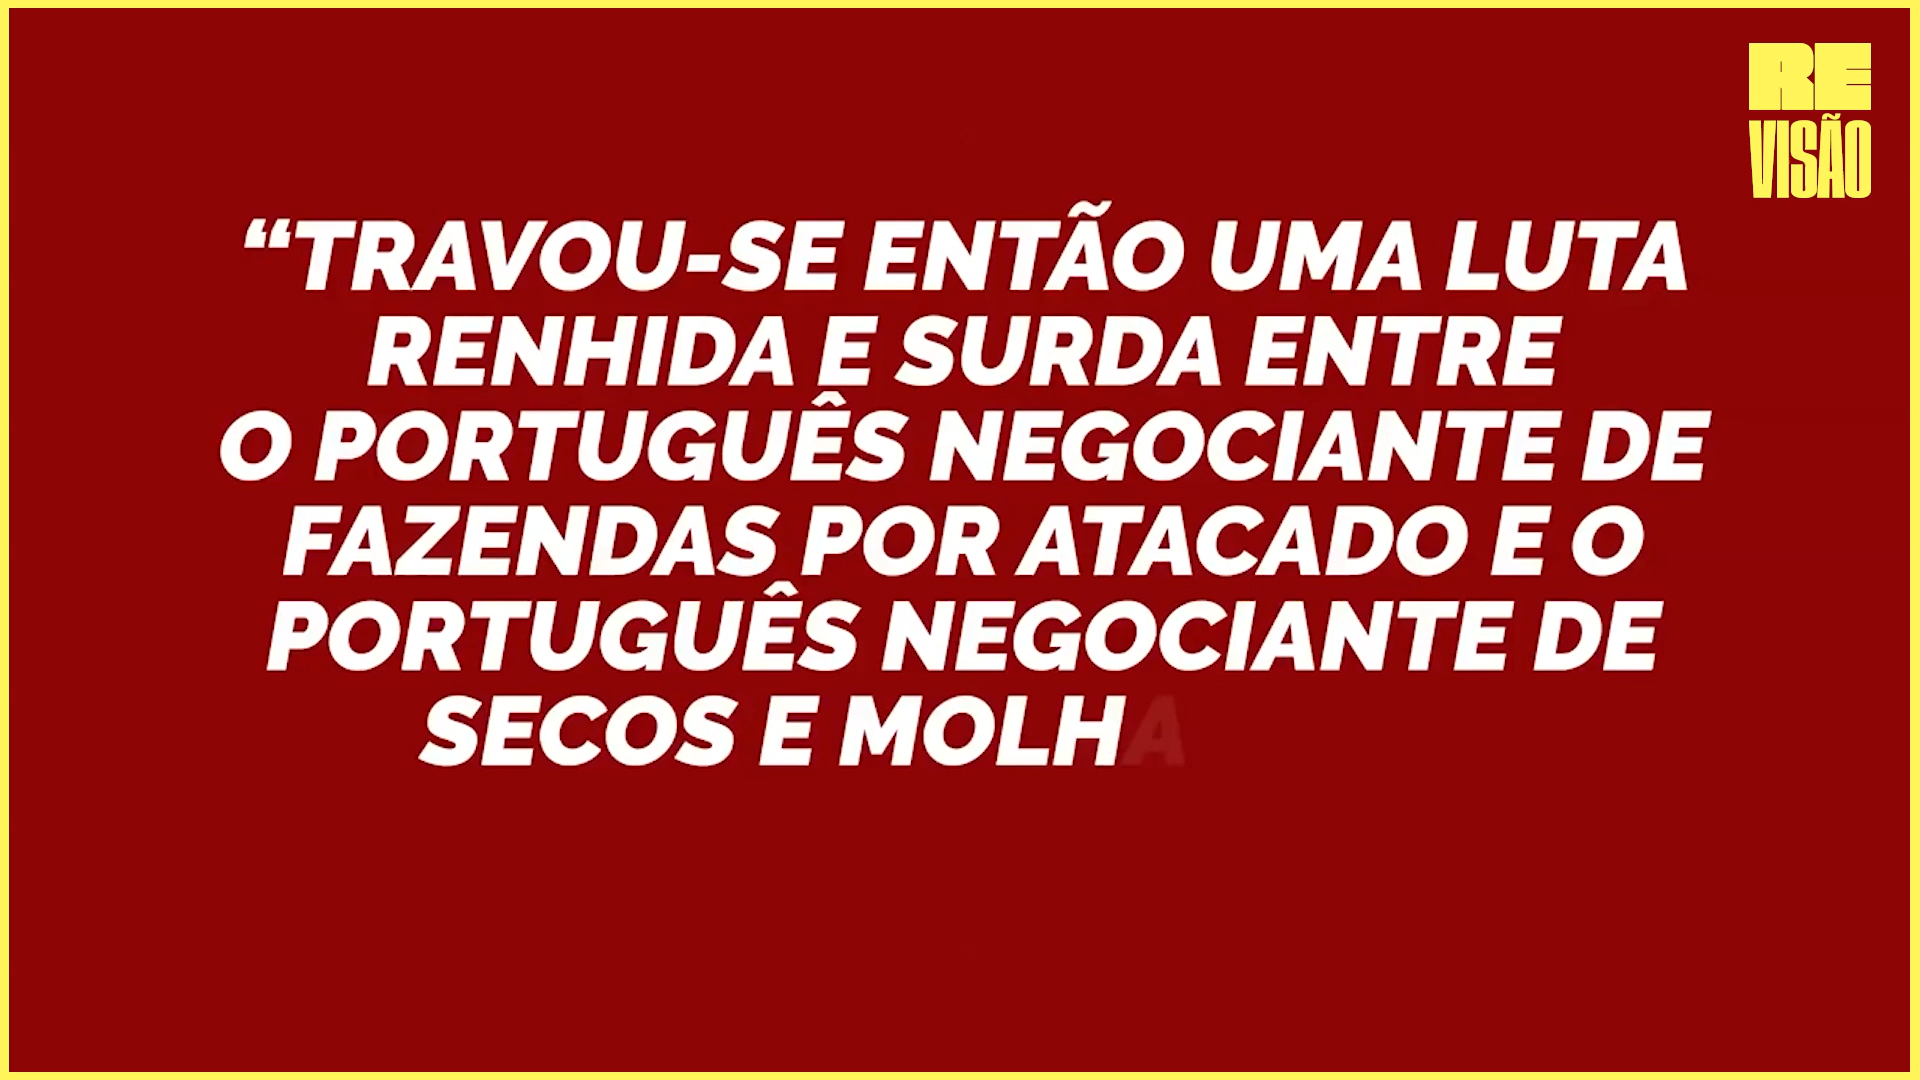 RE
VISÃO
“TRAVOU-SE ENTÃO UMA LUTA
RENHIDA E SURDA ENTRE
O PORTUGUÊS NEGOCIANTE DE
FAZENDAS POR ATACADO E O
PORTUGUÊS NEGOCIANTE DE
SECOS E MOLHA